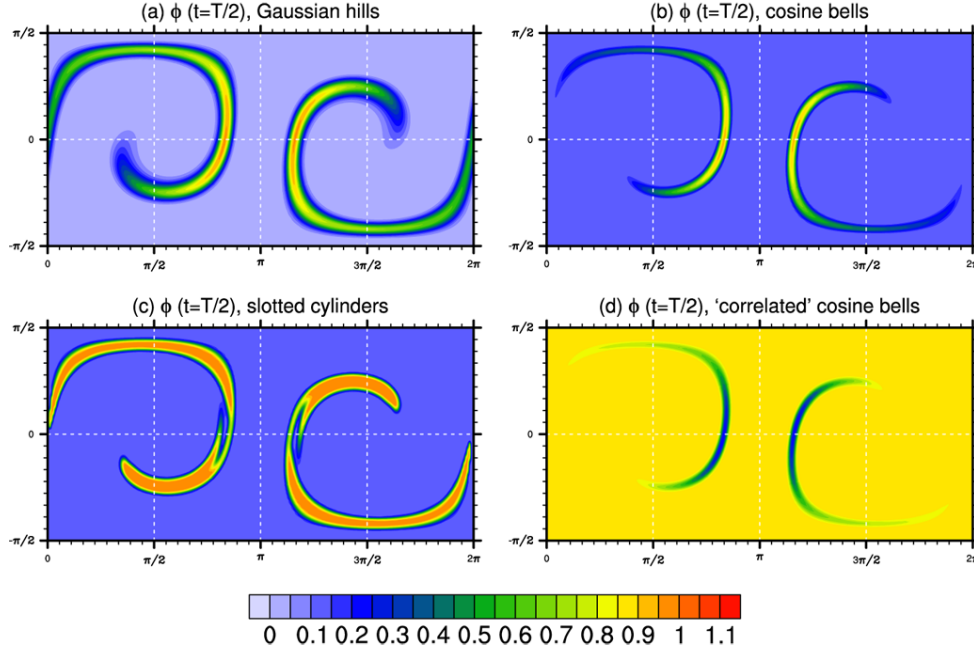 (a) ϕ (t=T/2), Gaussian hills
π/2
0
-π/2
0 π/2 π 3π/2 2π
(b) ϕ (t=T/2), cosine bells
π/2
0
-π/2
0 π/2 π 3π/2 2π
(c) ϕ (t=T/2), slotted cylinders
π/2
0
-π/2
0 π/2 π 3π/2 2π
(d) ϕ (t=T/2), ‘correlated’ cosine bells
π/2
0
-π/2
0 π/2 π 3π/2 2π
0 0.1 0.2 0.3 0.4 0.5 0.6 0.7 0.8 0.9 1 1.1